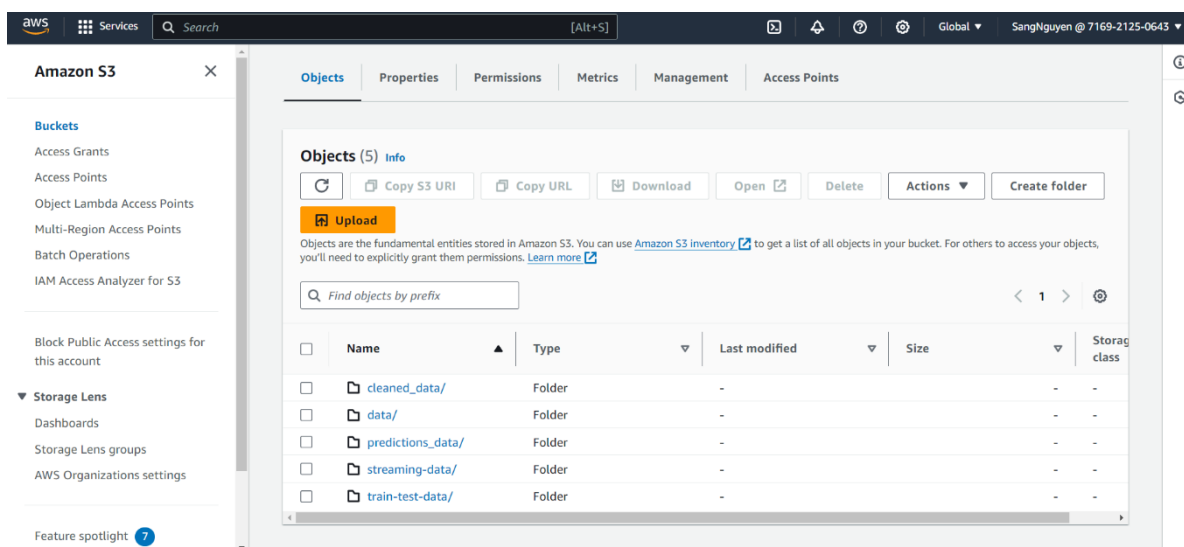 aws Services Search [Alt+S] Global SangNguyen @ 7169-2125-0643
Amazon S3
Buckets
Access Grants
Access Points
Object Lambda Access Points
Multi-Region Access Points
Batch Operations
IAM Access Analyzer for S3
Block Public Access settings for
this account
Storage Lens
Dashboards
Storage Lens groups
AWS Organizations settings
Feature spotlight 7
Objects Properties Permissions Metrics Management Access Points
Objects (5) Info
Copy S3 URI Copy URL Download Open Delete Actions Create folder
Upload
Objects are the fundamental entities stored in Amazon S3. You can use Amazon S3 inventory to get a list of all objects in your bucket. For others to access your objects,
you'll need to explicitly grant them permissions. Learn more
Find objects by prefix 1
Name Type Last modified Size Storag
class
cleaned_data/ Folder - - -
data/ Folder - - -
predictions_data/ Folder - - -
streaming-data/ Folder - - -
train-test-data/ Folder - - -